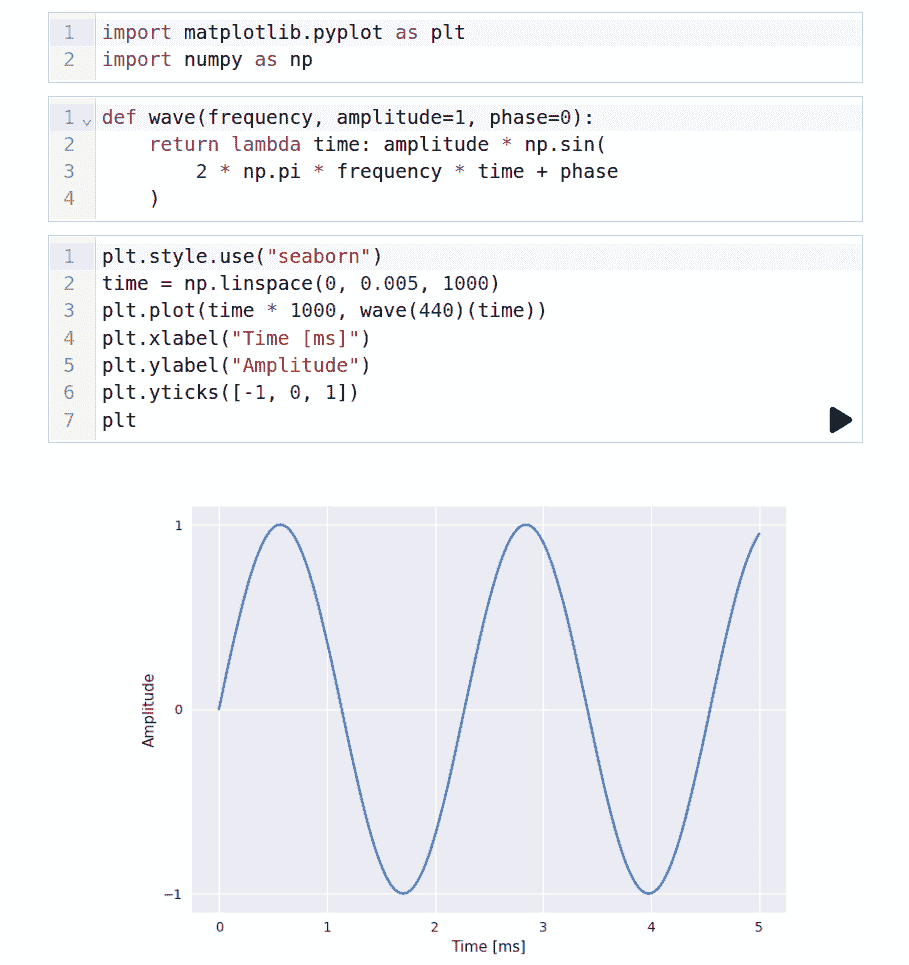 1 import matplotlib.pyplot as plt
2 import numpy as np
1 def wave(frequency, amplitude=1, phase=0):
2     return lambda time: amplitude * np.sin(
3         2 * np.pi * frequency * time + phase
4     )
1 plt.style.use("seaborn")
2 time = np.linspace(0, 0.005, 1000)
3 plt.plot(time * 1000, wave(440)(time))
4 plt.xlabel("Time [ms]")
5 plt.ylabel("Amplitude")
6 plt.yticks([-1, 0, 1])
7 plt
1
0
−1
Amplitude
0 1 2 3 4 5
Time [ms]